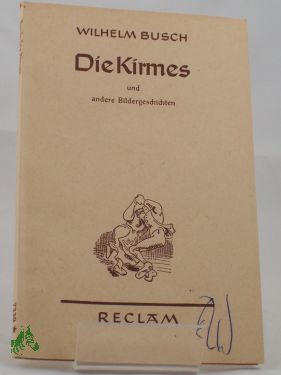 WILHELM BUSCH
Die Kirmes
und
andere Bildergeschichten
RECLAM